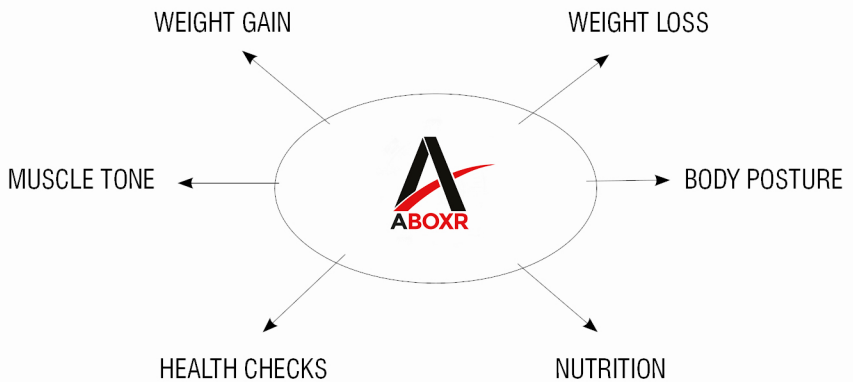 WEIGHT GAIN
WEIGHT LOSS
MUSCLE TONE
BODY POSTURE
ABOXR
HEALTH CHECKS
NUTRITION